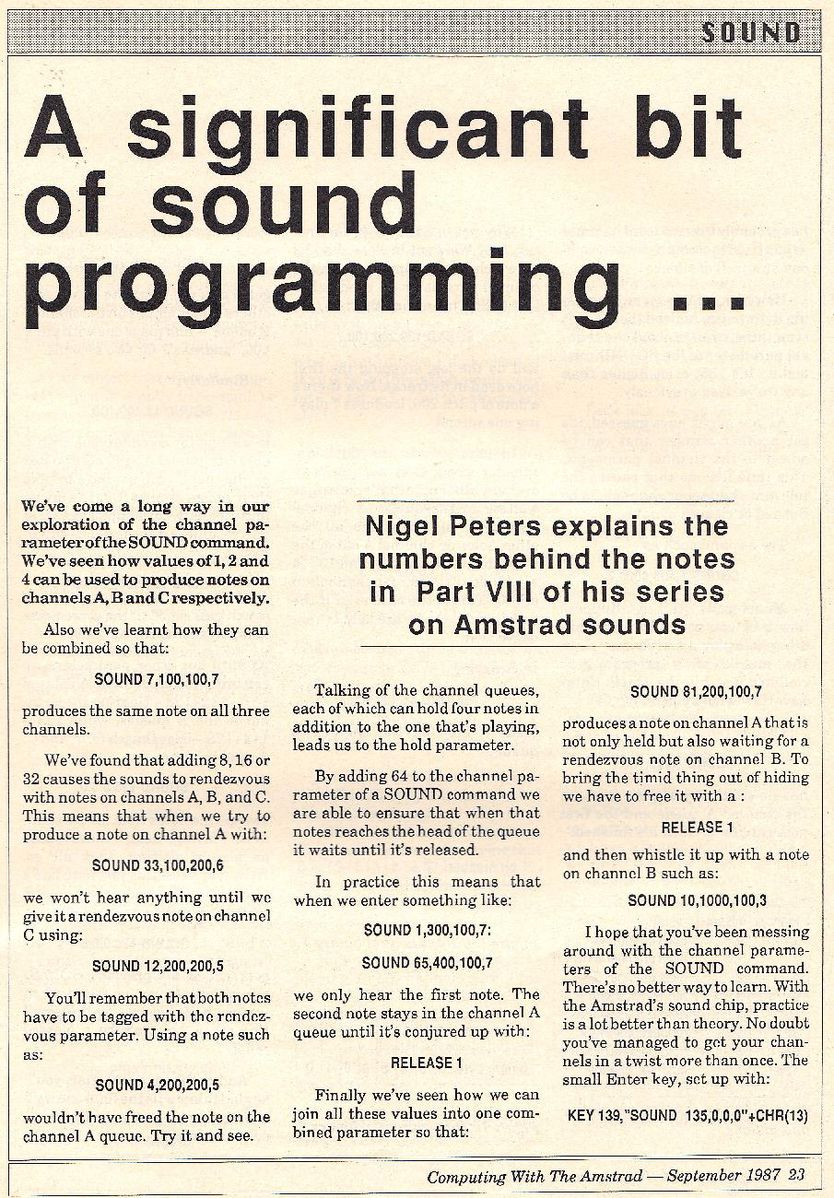 SOUND
A significant bit
of sound
programming ...
We've come a long way in our
exploration of the channel pa-
rameter of the SOUND command.
We've seen how values of 1, 2 and
4 can be used to produce notes on
channels A, B and C respectively.
Also we've learnt how they can
be combined so that:
SOUND 7,100,100,7
produces the same note on all three
channels.
We've found that adding 8, 16 or
32 causes the sounds to rendezvous
with notes on channels A, B, and C.
This means that when we try to
produce a note on channel A with:
SOUND 33,100,200,6
we won't hear anything until we
give it a rendezvous note on channel
C using:
SOUND 12,200,200,5
You'll remember that both notes
have to be tagged with the rendez-
vous parameter. Using a note such
as:
SOUND 4,200,200,5
wouldn't have freed the note on the
channel A queue. Try it and see.
Nigel Peters explains the
numbers behind the notes
in Part VIII of his series
on Amstrad sounds
Talking of the channel queues,
each of which can hold four notes in
addition to the one that's playing,
leads us to the hold parameter.
By adding 64 to the channel pa-
rameter of a SOUND command we
are able to ensure that when that
notes reaches the head of the queue
it waits until it's released.
In practice this means that
when we enter something like:
SOUND 1,300,100,7:
SOUND 65,400,100,7
we only hear the first note. The
second note stays in the channel A
queue until it's conjured up with:
RELEASE 1
Finally we've seen how we can
join all these values into one com-
bined parameter so that:
SOUND 81,200,100,7
produces a note on channel A that is
not only held but also waiting for a
rendezvous note on channel B. To
bring the timid thing out of hiding
we have to free it with a :
RELEASE 1
and then whistle it up with a note
on channel B such as:
SOUND 10,1000,100,3
I hope that you've been messing
around with the channel parame-
ters of the SOUND command.
There's no better way to learn. With
the Amstrad's sound chip, practice
is a lot better than theory. No doubt
you've managed to get your chan-
nels in a twist more than once. The
small Enter key, set up with:
KEY 139,"SOUND 135,0,0,0"+CHR(13)
Computing With The Amstrad — September 1987 23